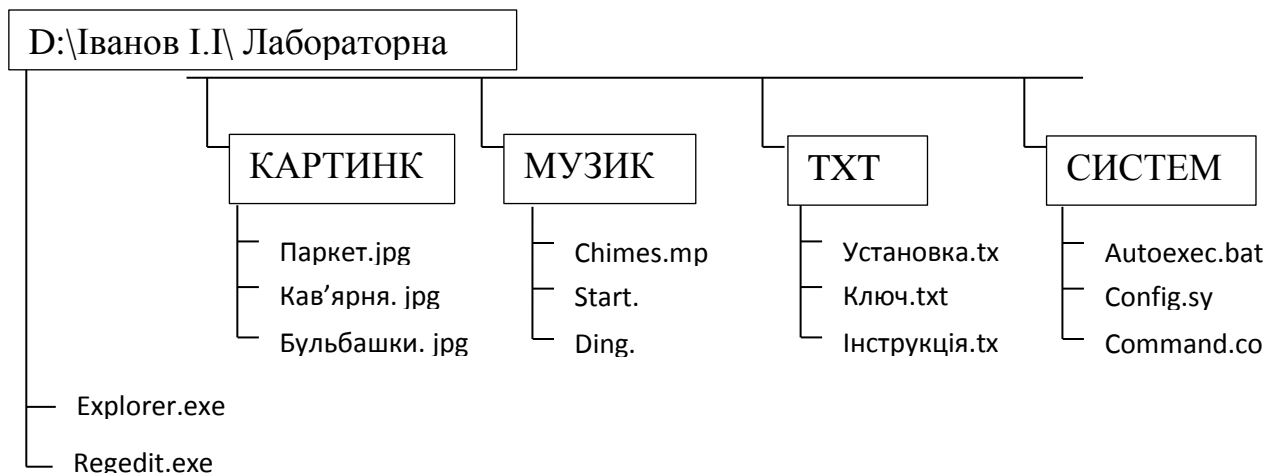 D:\Іванов І.І\ Лабораторна
КАРТИНК
Паркет.jpg
Кав’ярня. jpg
Бульбашки. jpg
МУЗИК
Chimes.mp
Start.
Ding.
ТХТ
Установка.tx
Ключ.txt
Інструкція.tx
СИСТЕМ
Autoexec.bat
Config.sy
Command.co
Explorer.exe
Regedit.exe